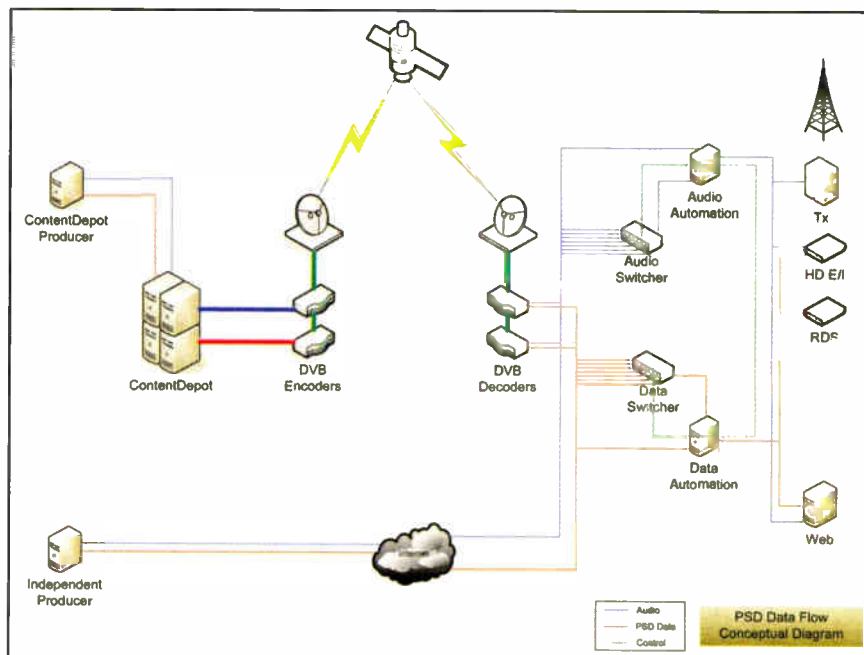 ContentDepot
Producer
ContentDepot
DVB
Encoders
DVB
Decoders
Audio
Automation
Audio
Switcher
Tx
HD E/I
RDS
Data
Switcher
Data
Automation
Web
Independent
Producer
Audio
PSD Data
Control
PSD Data Flow
Conceptual Diagram